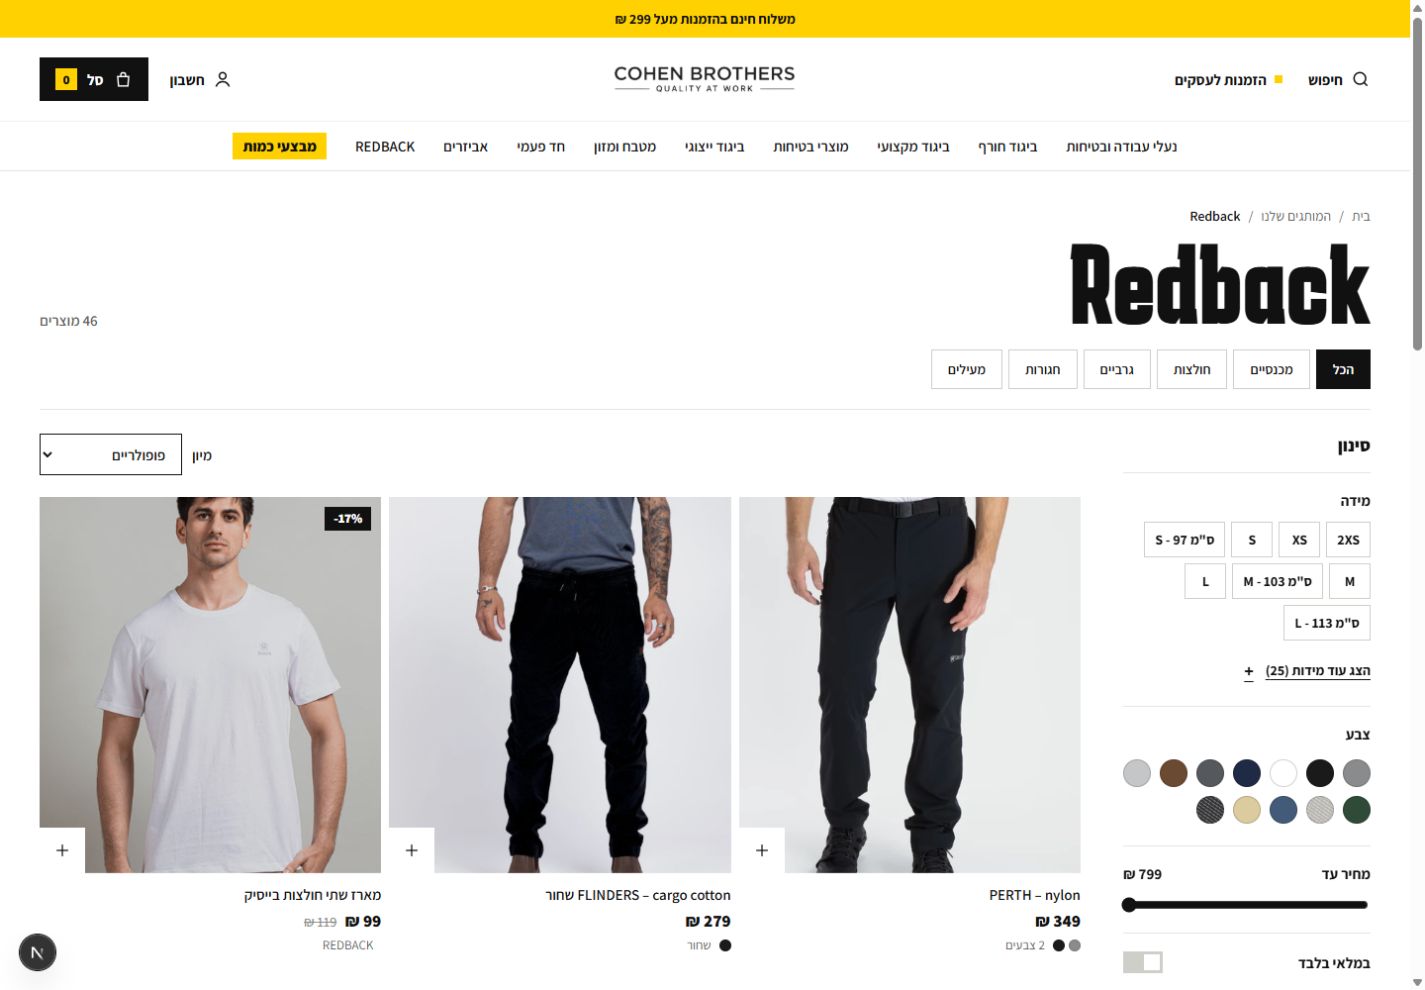 משלוח חינם בהזמנות מעל 299 ₪
חיפוש
הזמנות לעסקים
COHEN BROTHERS
QUALITY AT WORK
חשבון
סל 0
נעלי עבודה ובטיחות
ביגוד חורף
ביגוד מקצועי
מוצרי בטיחות
ביגוד ייצוגי
מטבח ומזון
חד פעמי
אביזרים
REDBACK
מבצעי כמות
בית / המותגים שלנו / Redback
Redback
46 מוצרים
הכל
מכנסיים
חולצות
גרביים
חגורות
מעילים
סינון
מיון
פופולריים
מידה
2XS
XS
S
ס"מ 97 - S
M
ס"מ 103 - M
L
ס"מ 113 - L
הצג עוד מידות (25) +
צבע
מחיר עד
799 ₪
במלאי בלבד
PERTH – nylon
349 ₪
2 צבעים
FLINDERS – cargo cotton שחור
279 ₪
שחור
-17%
מארז שתי חולצות בייסיק
99 ₪ 119 ₪
REDBACK
N